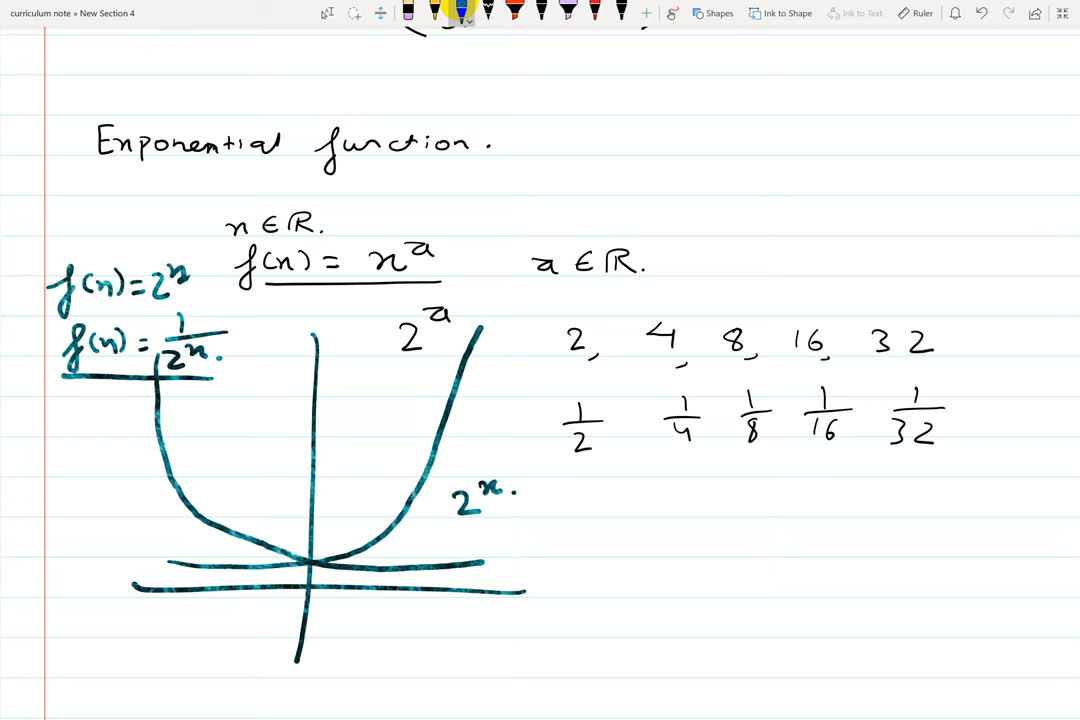 curriculum note » New Section 4
Shapes Ink to Shape Ink to Text Ruler
Exponential function.
x ∈ ℝ.
f(x) = x^a a ∈ ℝ.
f(x) = 2^x
f(x) = 1/2^x.
2^a
2, 4, 8, 16, 32
1/2 1/4 1/8 1/16 1/32
2^x.